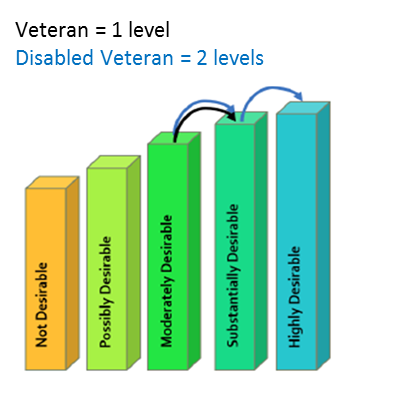 Veteran = 1 level
Disabled Veteran = 2 levels
Not Desirable
Possibly Desirable
Moderately Desirable
Substantially Desirable
Highly Desirable